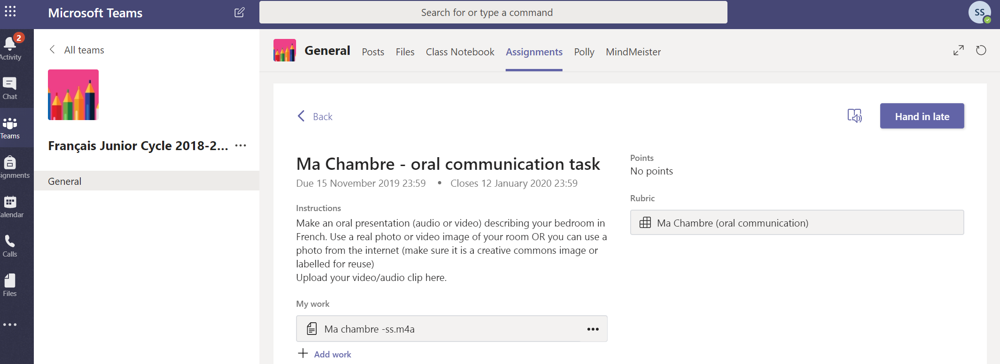 Microsoft Teams
Search for or type a command
SS
2
Activity
Chat
Teams
signments
alendar
Calls
Files
All teams
Français Junior Cycle 2018-2...
General
General Posts Files Class Notebook Assignments Polly MindMeister
Back
Hand in late
Ma Chambre - oral communication task
Due 15 November 2019 23:59 • Closes 12 January 2020 23:59
Instructions
Make an oral presentation (audio or video) describing your bedroom in
French. Use a real photo or video image of your room OR you can use a
photo from the internet (make sure it is a creative commons image or
labelled for reuse)
Upload your video/audio clip here.
My work
Ma chambre -ss.m4a
Add work
Points
No points
Rubric
Ma Chambre (oral communication)